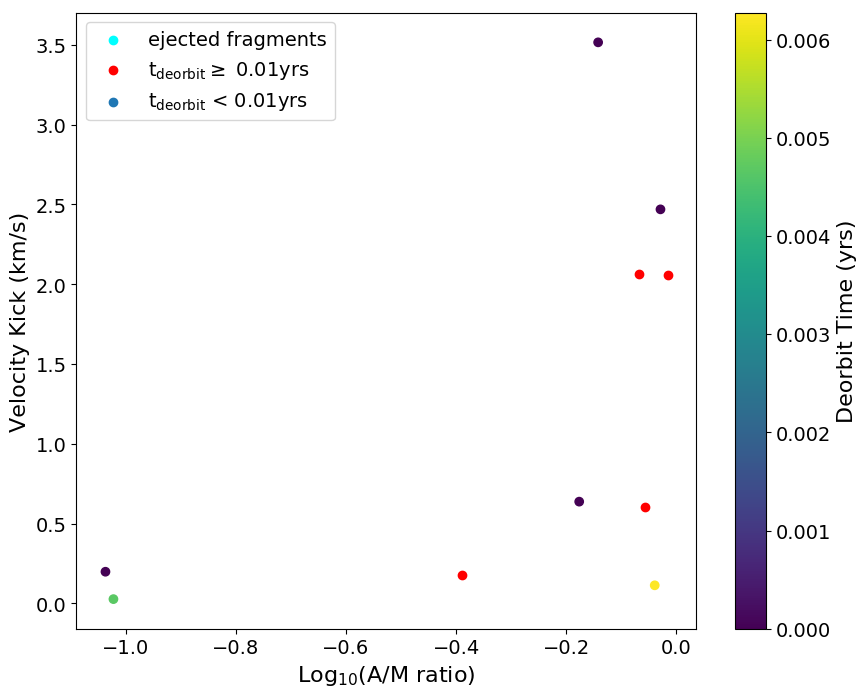 ejected fragments
t_deorbit ≥ 0.01yrs
t_deorbit < 0.01yrs
3.5
3.0
2.5
2.0
1.5
1.0
0.5
0.0
Velocity Kick (km/s)
−1.0 −0.8 −0.6 −0.4 −0.2 0.0
Log₁₀(A/M ratio)
0.006
0.005
0.004
0.003
0.002
0.001
0.000
Deorbit Time (yrs)